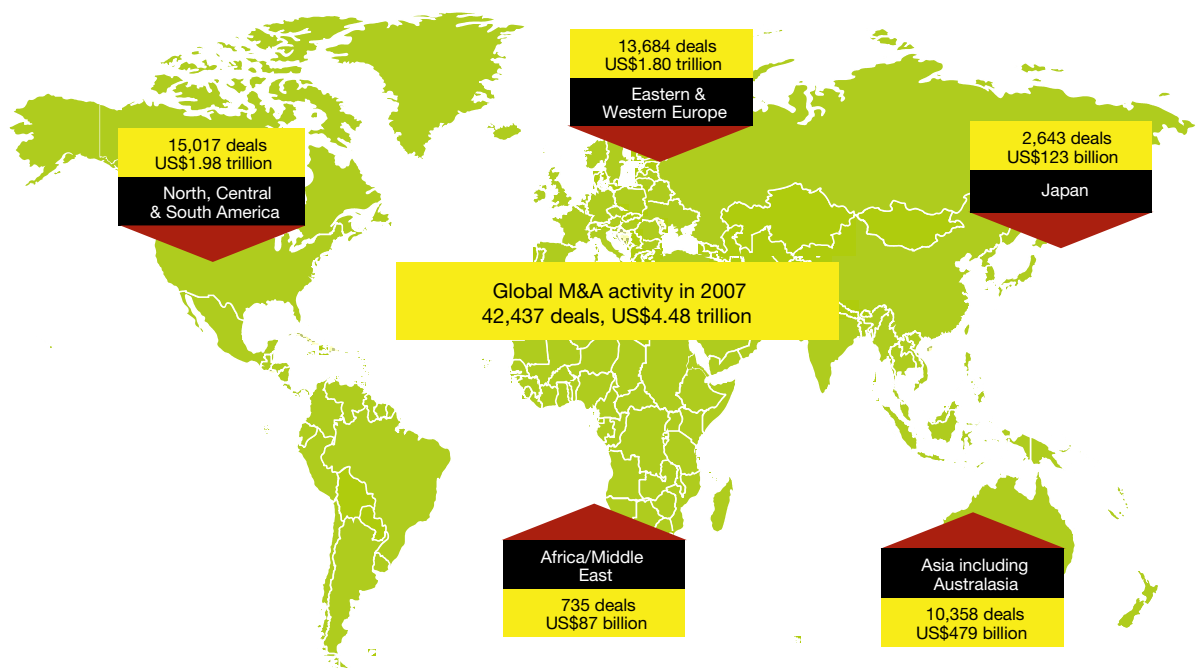 13,684 deals
US$1.80 trillion
Eastern &
Western Europe
15,017 deals
US$1.98 trillion
North, Central
& South America
2,643 deals
US$123 billion
Japan
Global M&A activity in 2007
42,437 deals, US$4.48 trillion
Africa/Middle
East
735 deals
US$87 billion
Asia including
Australasia
10,358 deals
US$479 billion